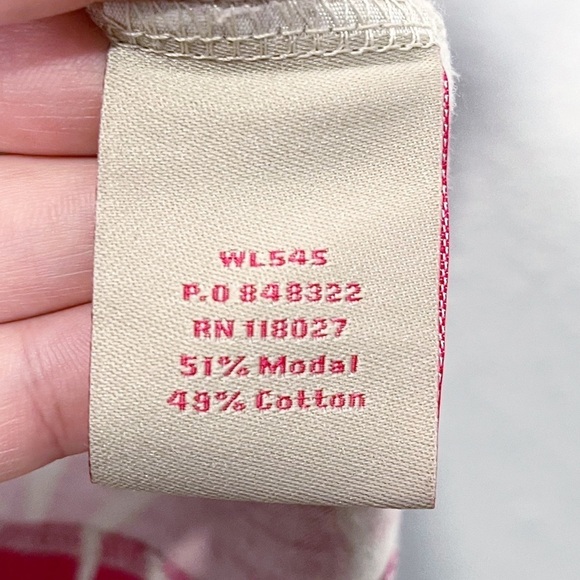 WL545
P.O 848322
RN 118027
51% Modal
49% Cotton